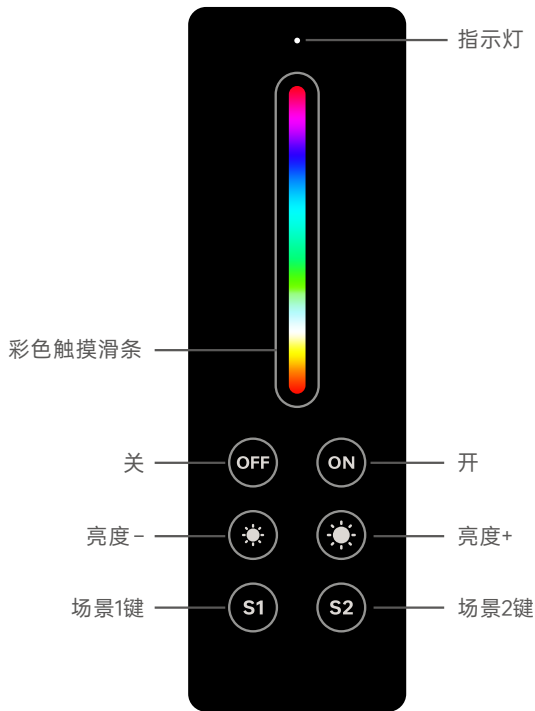 指示灯
彩色触摸滑条
关
OFF
ON
开
亮度-
亮度+
场景1键
S1
S2
场景2键